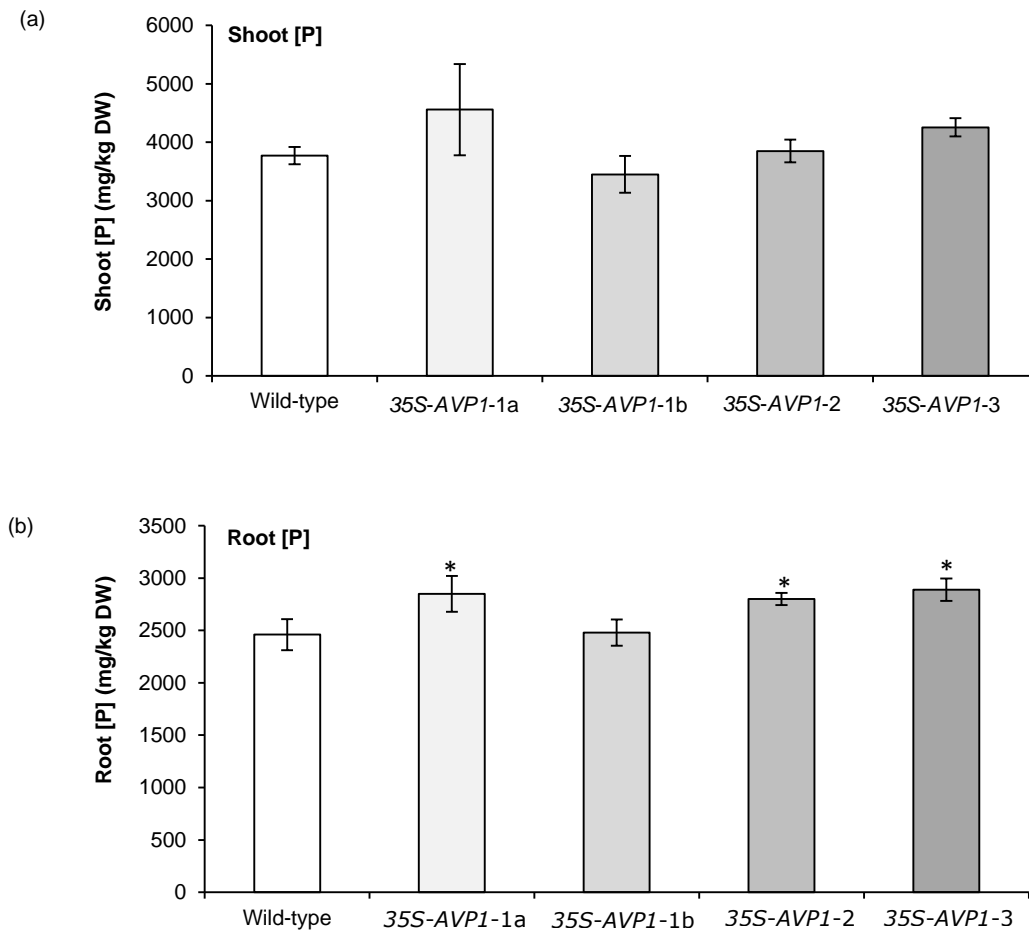 (a)
Shoot [P]
Shoot [P] (mg/kg DW)
6000
5000
4000
3000
2000
1000
0
Wild-type 35S-AVP1-1a 35S-AVP1-1b 35S-AVP1-2 35S-AVP1-3
(b)
Root [P]
Root [P] (mg/kg DW)
3500
3000
2500
2000
1500
1000
500
0
* * *
Wild-type 35S-AVP1-1a 35S-AVP1-1b 35S-AVP1-2 35S-AVP1-3